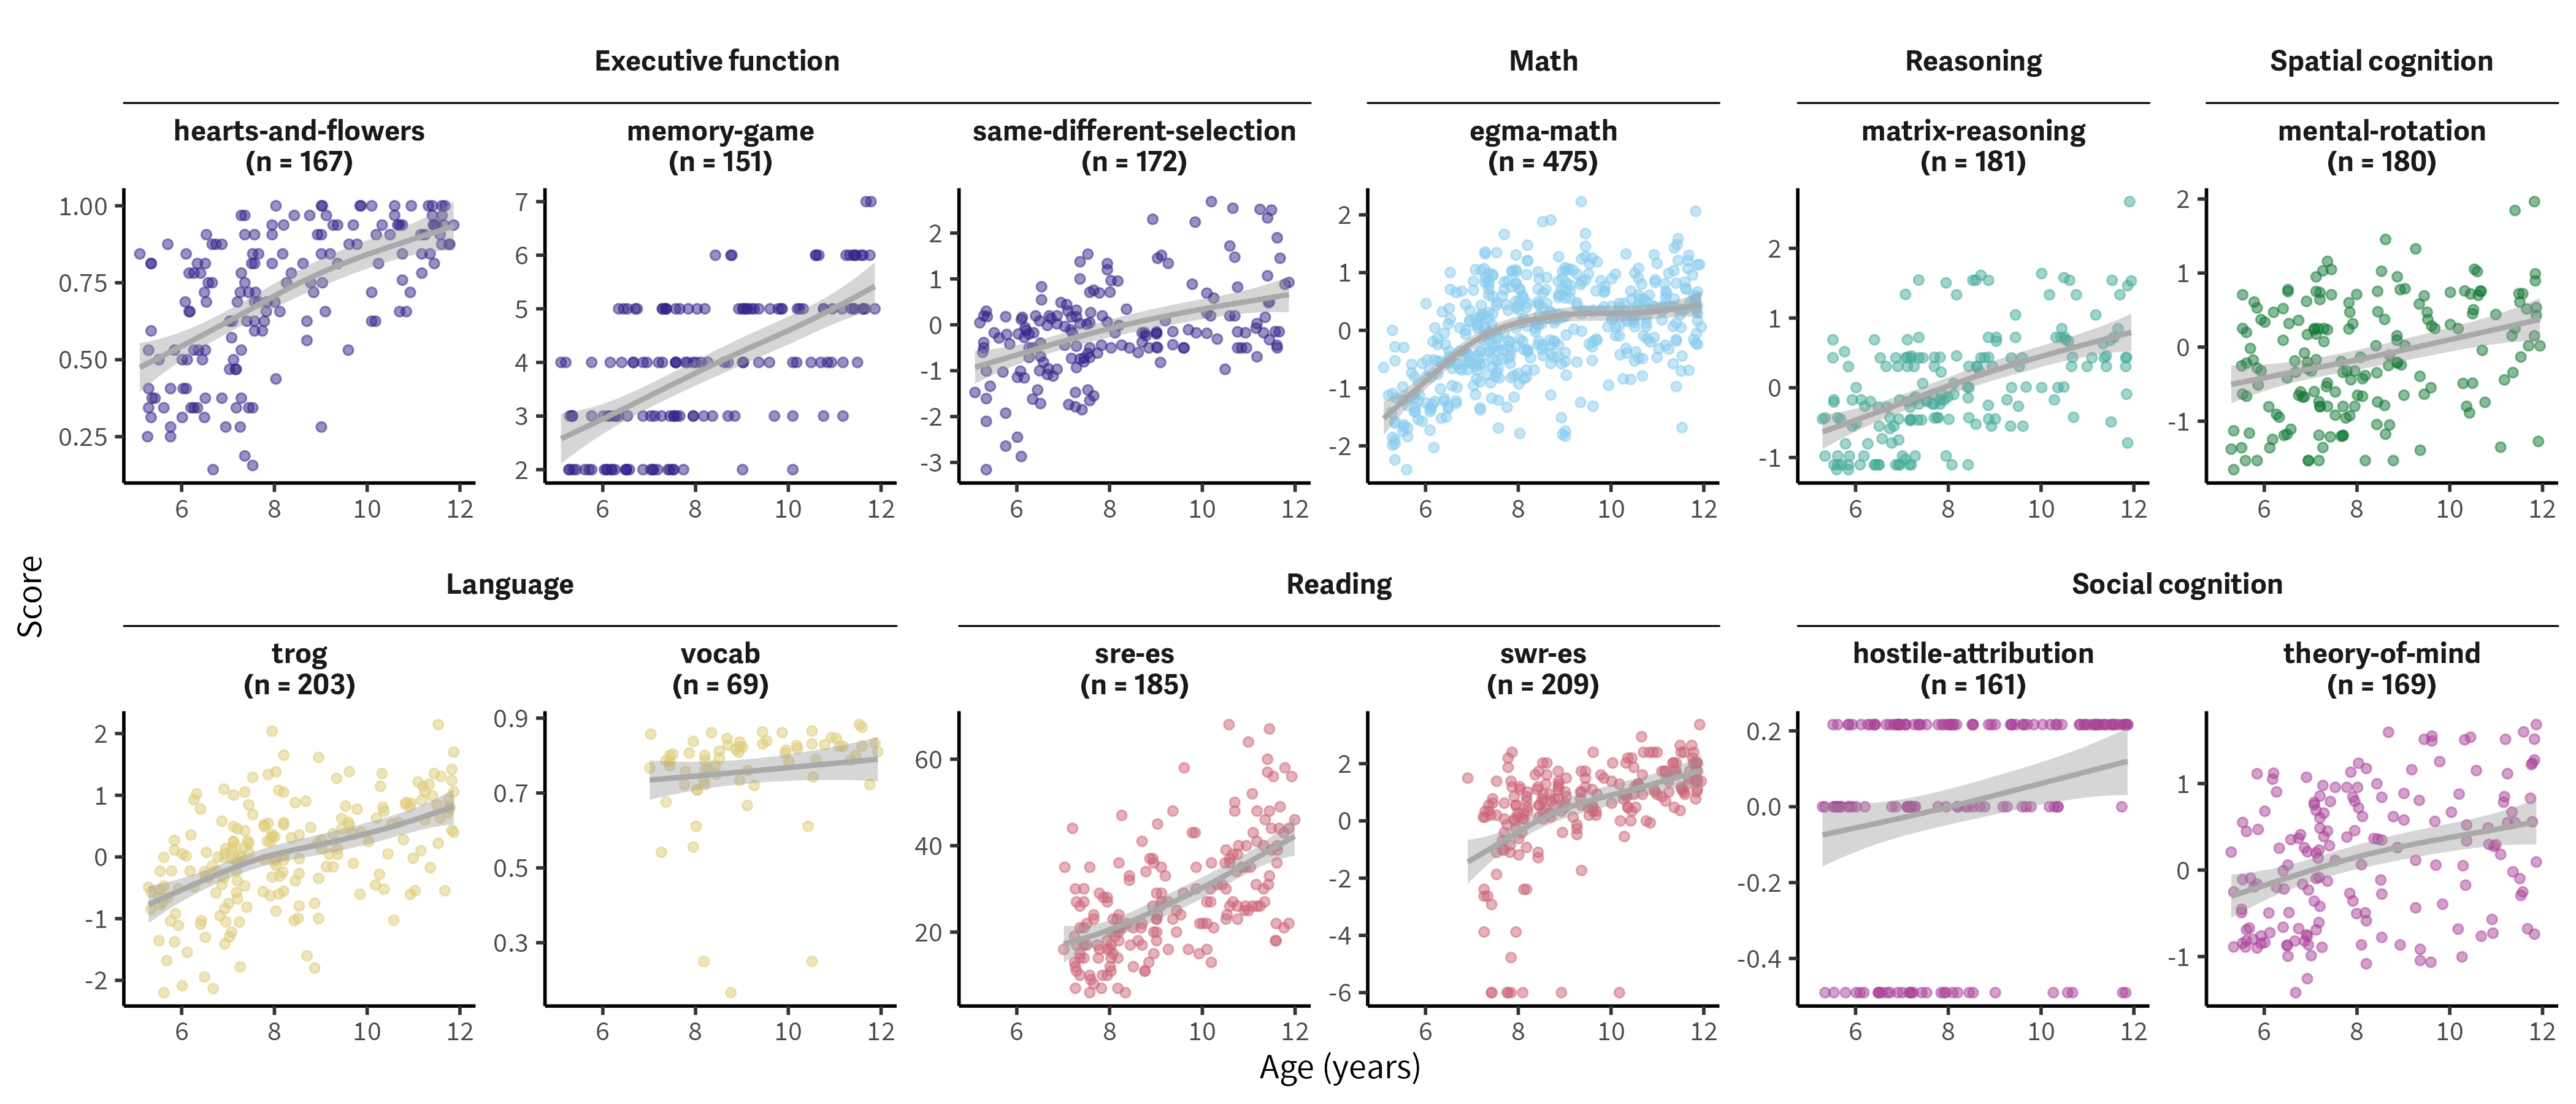 Executive function
Math
Reasoning
Spatial cognition
hearts-and-flowers
(n = 167)
memory-game
(n = 151)
same-different-selection
(n = 172)
egma-math
(n = 475)
matrix-reasoning
(n = 181)
mental-rotation
(n = 180)
1.00
0.75
0.50
0.25
6 8 10 12
7
6
5
4
3
2
6 8 10 12
2
1
0
-1
-2
-3
6 8 10 12
2
1
0
-1
-2
6 8 10 12
2
1
0
-1
6 8 10 12
2
1
0
-1
6 8 10 12
Score
Language
Reading
Social cognition
trog
(n = 203)
vocab
(n = 69)
sre-es
(n = 185)
swr-es
(n = 209)
hostile-attribution
(n = 161)
theory-of-mind
(n = 169)
2
1
0
-1
-2
6 8 10 12
0.9
0.7
0.5
0.3
6 8 10 12
60
40
20
6 8 10 12
2
0
-2
-4
-6
6 8 10 12
0.2
0.0
-0.2
-0.4
6 8 10 12
1
0
-1
6 8 10 12
Age (years)